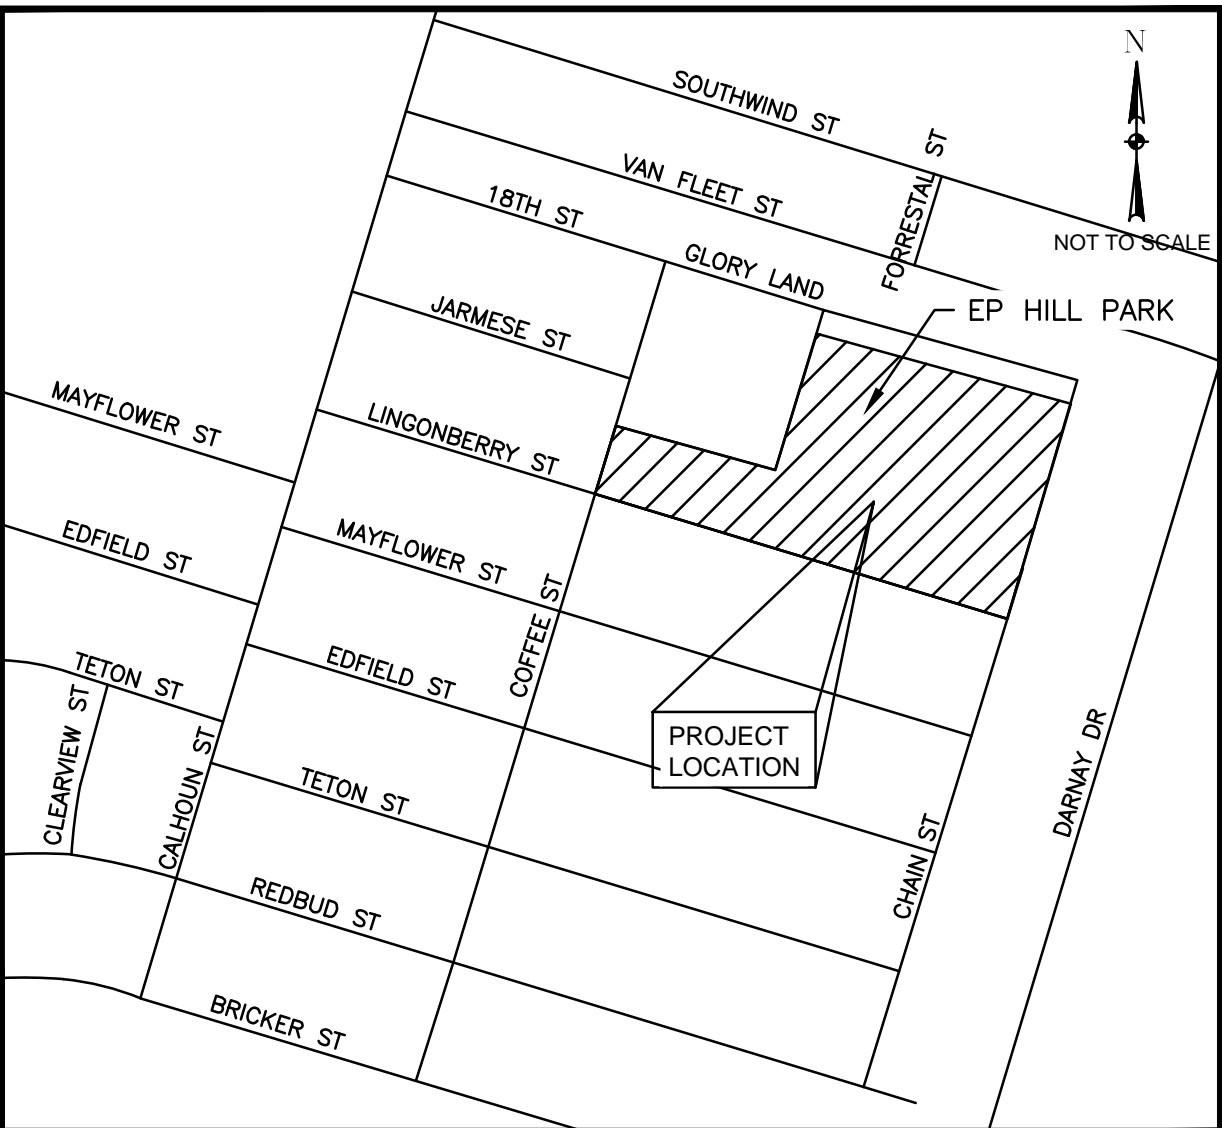 N
SOUTHWIND ST
FORRESTAL ST
VAN FLEET ST
18TH ST
NOT TO SCALE
GLORY LAND
EP HILL PARK
JARMESE ST
MAYFLOWER ST
LINGONBERRY ST
EDFIELD ST
MAYFLOWER ST
COFFEE ST
TETON ST
EDFIELD ST
CLEARVIEW ST
CALHOUN ST
PROJECT
LOCATION
DARNAY DR
TETON ST
CHAIN ST
REDBUD ST
BRICKER ST